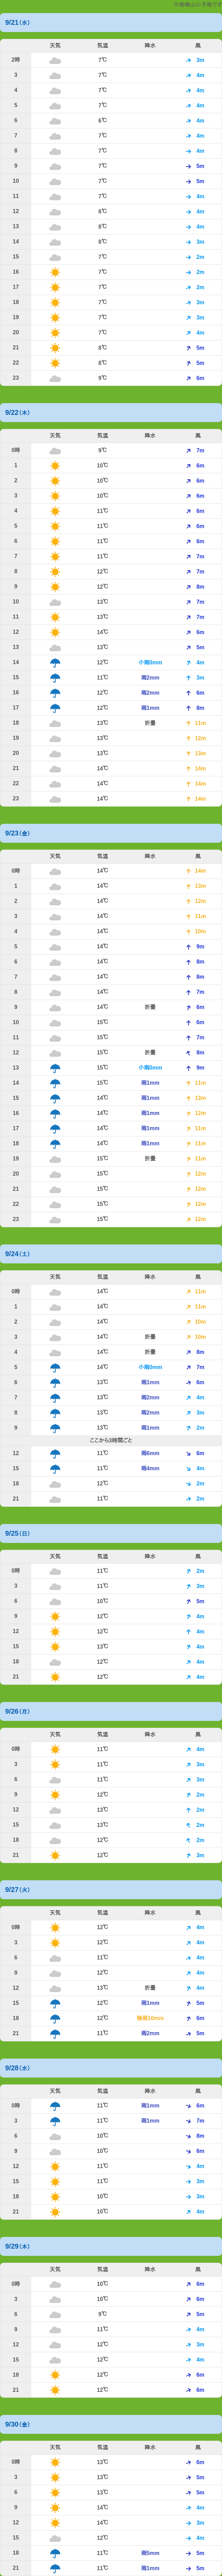 ※燧ヶ山の予報です
9/21(水)
天気 気温 降水 風
2時 7℃ 3m
3 7℃ 4m
4 7℃ 4m
5 7℃ 4m
6 6℃ 4m
7 7℃ 4m
8 7℃ 4m
9 7℃ 5m
10 7℃ 5m
11 7℃ 4m
12 8℃ 4m
13 8℃ 4m
14 8℃ 3m
15 7℃ 2m
16 7℃ 2m
17 7℃ 2m
18 7℃ 3m
19 7℃ 3m
20 7℃ 4m
21 8℃ 5m
22 8℃ 5m
23 9℃ 6m
9/22(木)
天気 気温 降水 風
0時 9℃ 7m
1 10℃ 6m
2 10℃ 6m
3 10℃ 6m
4 11℃ 6m
5 11℃ 6m
6 11℃ 6m
7 11℃ 7m
8 12℃ 7m
9 12℃ 8m
10 13℃ 7m
11 13℃ 7m
12 14℃ 6m
13 13℃ 5m
14 12℃ 小雨0mm 4m
15 11℃ 雨2mm 3m
16 12℃ 雨2mm 6m
17 12℃ 雨1mm 8m
18 13℃ 折曇 11m
19 13℃ 12m
20 13℃ 13m
21 14℃ 14m
22 14℃ 14m
23 14℃ 14m
9/23(金)
天気 気温 降水 風
0時 14℃ 14m
1 14℃ 13m
2 14℃ 12m
3 14℃ 11m
4 14℃ 10m
5 14℃ 9m
6 14℃ 8m
7 14℃ 8m
8 14℃ 7m
9 14℃ 折曇 6m
10 15℃ 6m
11 15℃ 7m
12 15℃ 折曇 8m
13 15℃ 小雨0mm 9m
14 15℃ 雨1mm 11m
15 14℃ 雨1mm 13m
16 14℃ 雨1mm 12m
17 14℃ 雨1mm 11m
18 14℃ 雨1mm 11m
19 14℃ 折曇 11m
20 15℃ 12m
21 15℃ 12m
22 15℃ 12m
23 15℃ 12m
9/24(土)
天気 気温 降水 風
0時 14℃ 11m
1 14℃ 11m
2 14℃ 10m
3 14℃ 折曇 10m
4 14℃ 折曇 8m
5 14℃ 小雨0mm 7m
6 13℃ 雨1mm 6m
7 13℃ 雨2mm 4m
8 13℃ 雨2mm 3m
9 13℃ 雨1mm 2m
ここから3時間ごと
12 11℃ 雨6mm 6m
15 11℃ 雨4mm 4m
18 12℃ 2m
21 11℃ 2m
9/25(日)
天気 気温 降水 風
0時 11℃ 2m
3 11℃ 3m
6 10℃ 5m
9 12℃ 4m
12 12℃ 4m
15 13℃ 4m
18 12℃ 4m
21 12℃ 4m
9/26(月)
天気 気温 降水 風
0時 11℃ 4m
3 11℃ 3m
6 11℃ 3m
9 12℃ 2m
12 13℃ 2m
15 13℃ 2m
18 12℃ 2m
21 12℃ 3m
9/27(火)
天気 気温 降水 風
0時 12℃ 4m
3 12℃ 4m
6 11℃ 4m
9 12℃ 4m
12 13℃ 折曇 4m
15 12℃ 雨1mm 5m
18 12℃ 強雨10mm 6m
21 12℃ 雨2mm 5m
9/28(水)
天気 気温 降水 風
0時 11℃ 雨1mm 6m
3 11℃ 雨1mm 7m
6 10℃ 8m
9 10℃ 6m
12 11℃ 4m
15 11℃ 3m
18 10℃ 3m
21 10℃ 4m
9/29(木)
天気 気温 降水 風
0時 10℃ 6m
3 10℃ 6m
6 9℃ 5m
9 11℃ 4m
12 12℃ 3m
15 12℃ 4m
18 12℃ 6m
21 12℃ 6m
9/30(金)
天気 気温 降水 風
0時 13℃ 6m
3 13℃ 5m
6 13℃ 5m
9 14℃ 4m
12 14℃ 3m
15 12℃ 4m
18 11℃ 雨5mm 5m
21 11℃ 雨1mm 5m